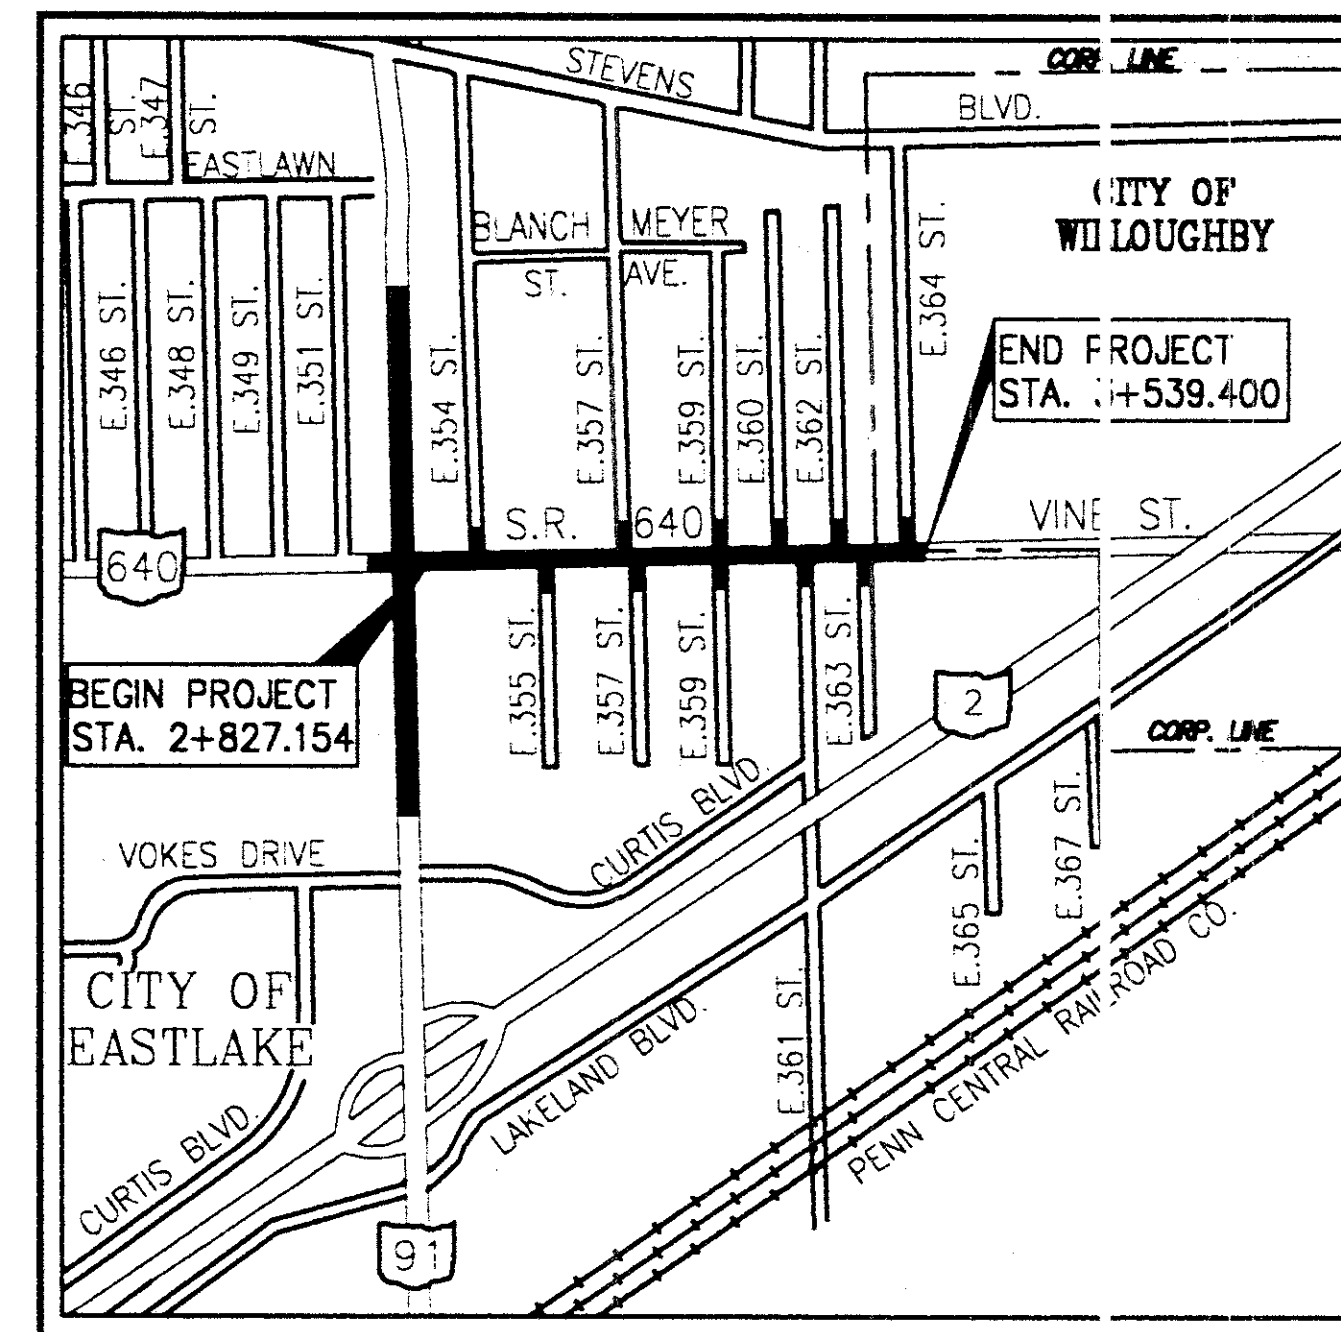 STEVENS
BLVD.
CORP. LINE
E.346 ST.
E.347 ST.
EASTLAWN
BLANCH ST.
MEYER AVE.
CITY OF
WILLOUGHBY
E.346 ST.
E.348 ST.
E.349 ST.
E.351 ST.
E.354 ST.
E.357 ST.
E.359 ST.
E.360 ST.
E.362 ST.
E.364 ST.
END PROJECT
STA. 3+539.400
S.R. 640
VINE ST.
640
BEGIN PROJECT
STA. 2+827.154
E.355 ST.
E.357 ST.
E.359 ST.
E.363 ST.
2
CORP. LINE
VOKES DRIVE
CURTIS BLVD.
E.365 ST.
E.367 ST.
CITY OF
EASTLAKE
LAKELAND BLVD.
E.361 ST.
PENN CENTRAL RAILROAD CO.
CURTIS BLVD.
91